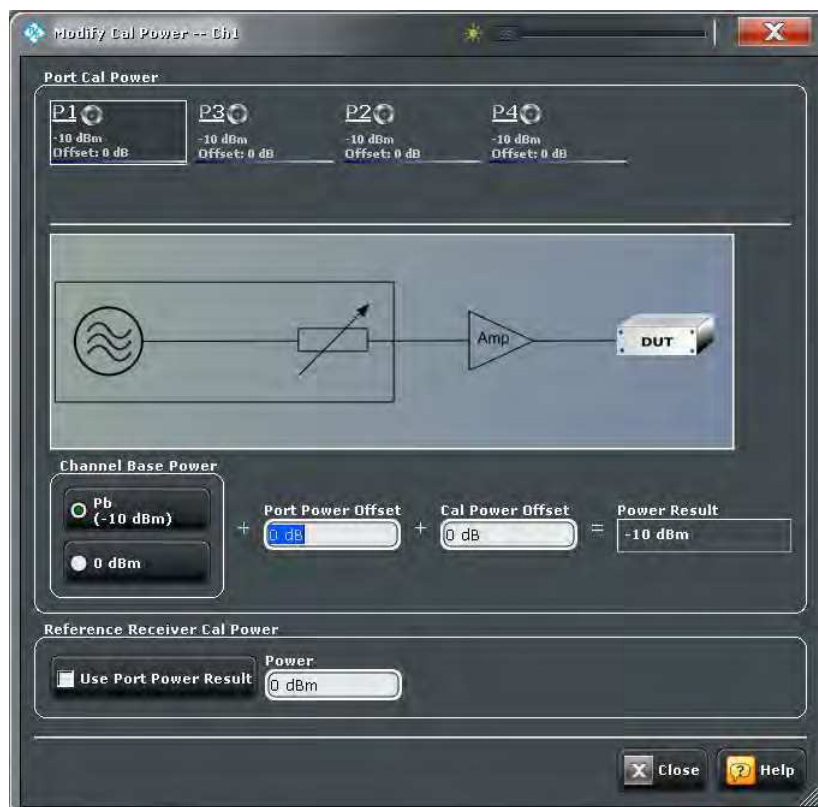 Modify Cal Power -- Ch1
Port Cal Power
P1 P3 P2 P4
-10 dBm -10 dBm -10 dBm -10 dBm
Offset: 0 dB Offset: 0 dB Offset: 0 dB Offset: 0 dB
Amp
DUT
Channel Base Power
Pb
(-10 dBm)
0 dBm
+
Port Power Offset
0 dB
+
Cal Power Offset
0 dB
=
Power Result
-10 dBm
Reference Receiver Cal Power
Use Port Power Result
Power
0 dBm
X Close
? Help